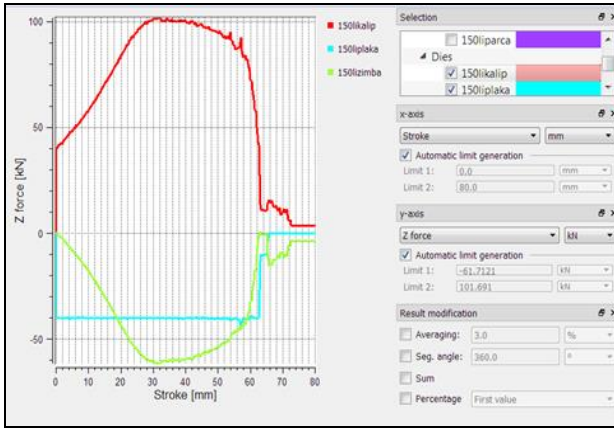 100
50
0
-50
0 10 20 30 40 50 60 70 80
Z force [kN]
Stroke [mm]
150likalip
150liplaka
150lizimba
Selection
150liparca
Dies
150likalip
150liplaka
x-axis
Stroke mm
Automatic limit generation
Limit 1: 0.0 mm
Limit 2: 80.0 mm
y-axis
Z force kN
Automatic limit generation
Limit 1: -61.7121 kN
Limit 2: 101.691 kN
Result modification
Averaging: 3.0 %
Seg. angle: 360.0 °
Sum
Percentage First value